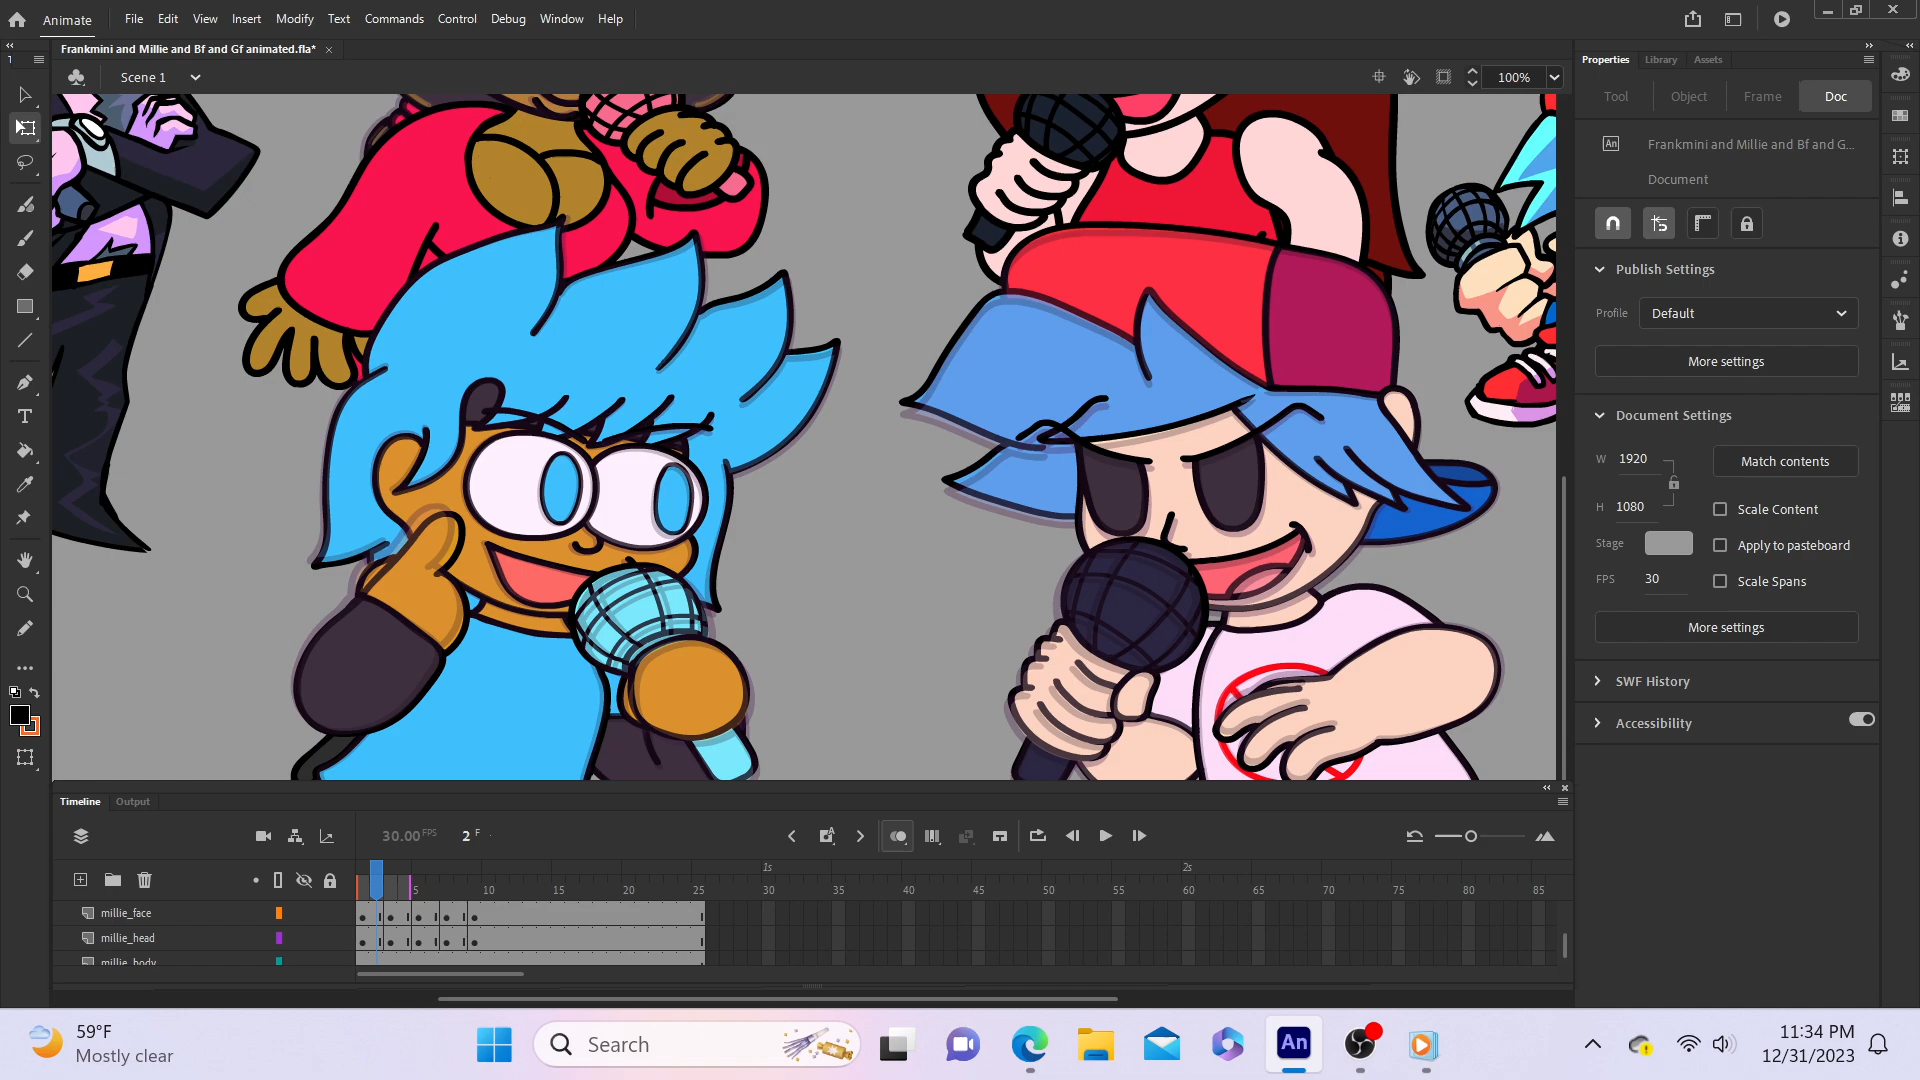 Animate File Edit View Insert Modify Text Commands Control Debug Window Help
Frankmini and Millie and Bf and Gf animated.fla* ×
Scene 1
100%
Properties Library Assets
Tool Object Frame Doc
An Frankmini and Millie and Bf and G...
Document
Publish Settings
Profile Default
More settings
Document Settings
W 1920 Match contents
H 1080 Scale Content
Stage Apply to pasteboard
FPS 30 Scale Spans
More settings
SWF History
Accessibility
Timeline Output
30.00 FPS 2 F
1s 2s
5 10 15 20 25 30 35 40 45 50 55 60 65 70 75 80 85
millie_face
millie_head
millie_body
59°F
Mostly clear
Search
An
11:34 PM
12/31/2023